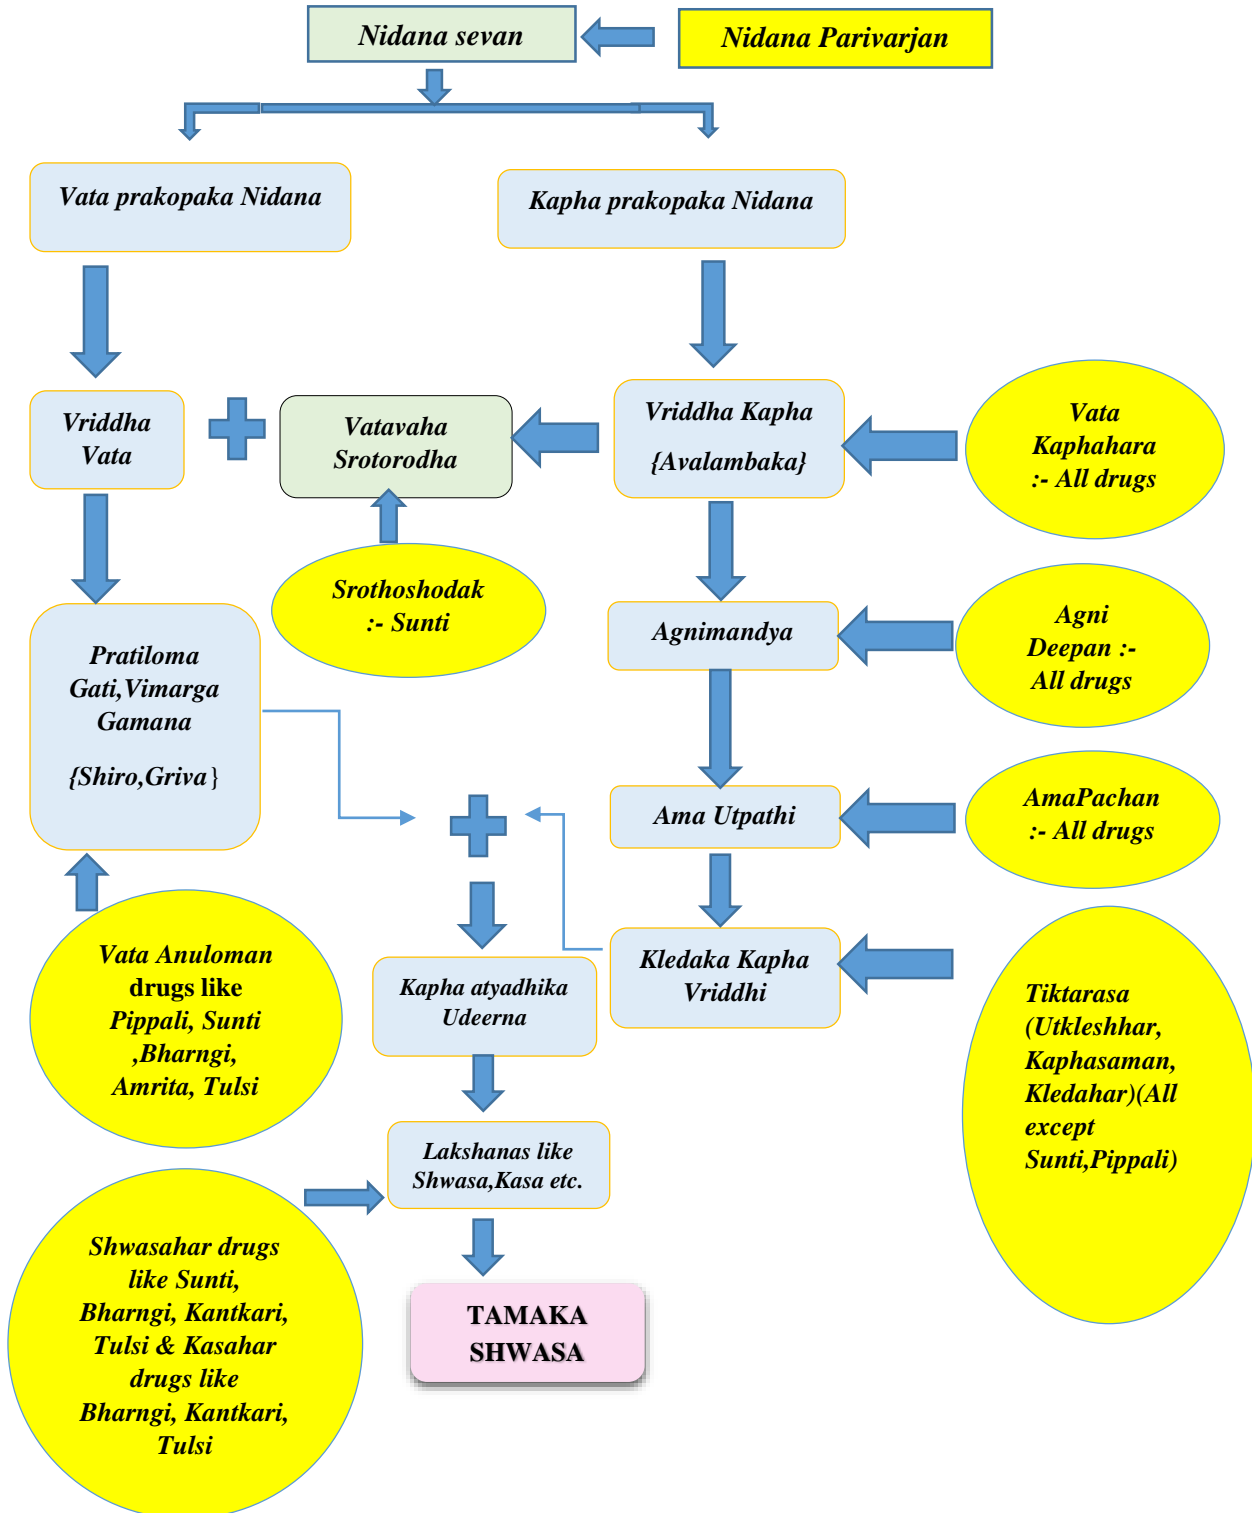 Nidana sevan
Nidana Parivarjan
Vata prakopaka Nidana
Kapha prakopaka Nidana
Vriddha
Vata
Vatavaha
Srotorodha
Vriddha Kapha
{Avalambaka}
Vata
Kaphahara
:- All drugs
Srothoshodak
:- Sunti
Agnimandya
Agni
Deepan :-
All drugs
Pratiloma
Gati,Vimarga
Gamana
{Shiro,Griva}
Ama Utpathi
AmaPachan
:- All drugs
Vata Anuloman
drugs like
Pippali, Sunti
,Bharngi,
Amrita, Tulsi
Kapha atyadhika
Udeerna
Kledaka Kapha
Vriddhi
Tiktarasa
(Utkleshhar,
Kaphasaman,
Kledahar)(All
except
Sunti,Pippali)
Lakshanas like
Shwasa,Kasa etc.
Shwasahar drugs
like Sunti,
Bharngi, Kantkari,
Tulsi & Kasahar
drugs like
Bharngi, Kantkari,
Tulsi
TAMAKA
SHWASA